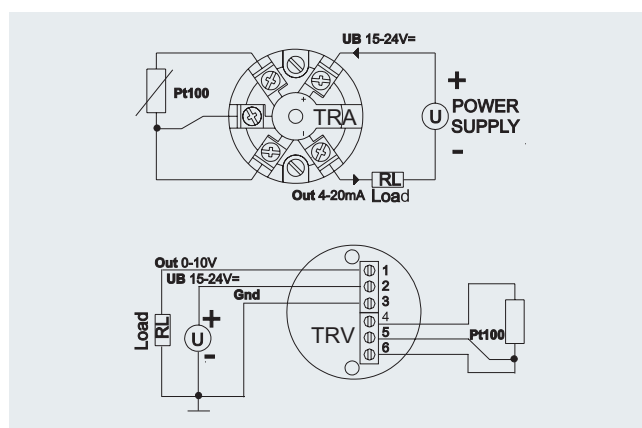 UB 15-24V=
Pt100
+
TRA
+
-
U
POWER
SUPPLY
-
RL
Out 4-20mA
Load
Out 0-10V
UB 15-24V=
Gnd
1
2
3
4
5
6
Load
RL
U
+
-
TRV
Pt100